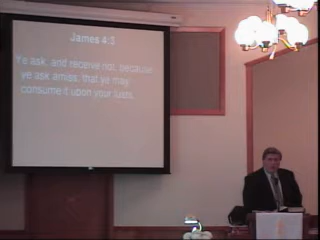 James 4:3
Ye ask, and receive not, because
ye ask amiss, that ye may
consume it upon your lusts.